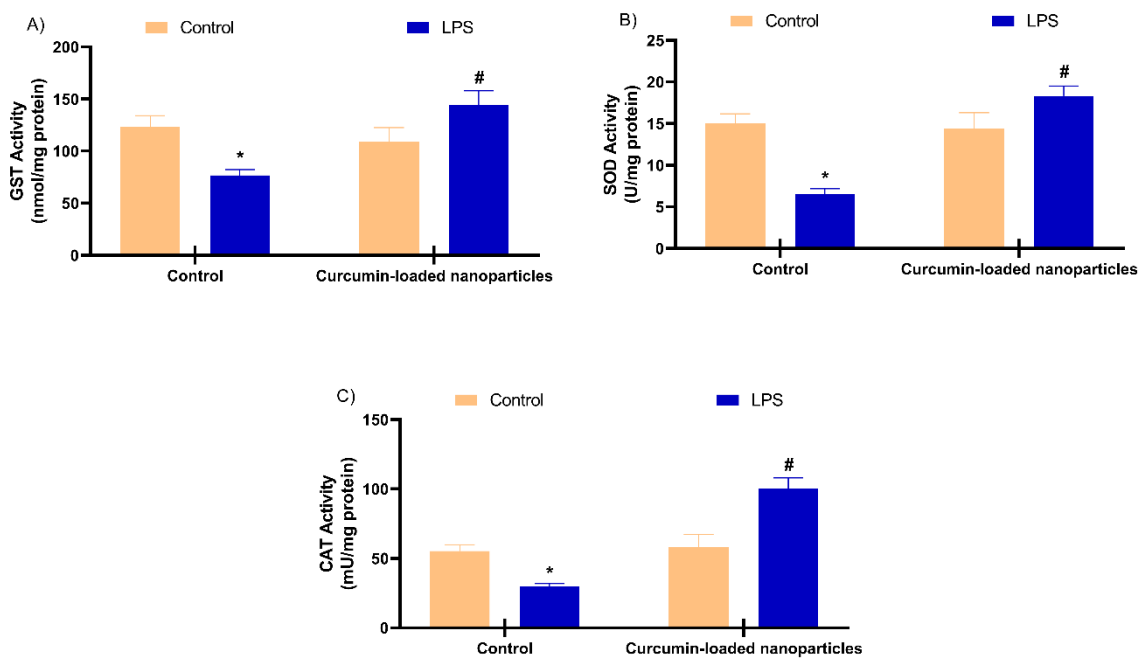 A)
Control
LPS
GST Activity
(nmol/mg protein)
200
150
100
50
0
*
#
Control
Curcumin-loaded nanoparticles
B)
Control
LPS
SOD Activity
(U/mg protein)
25
20
15
10
5
0
*
#
Control
Curcumin-loaded nanoparticles
C)
Control
LPS
CAT Activity
(mU/mg protein)
150
100
50
0
*
#
Control
Curcumin-loaded nanoparticles